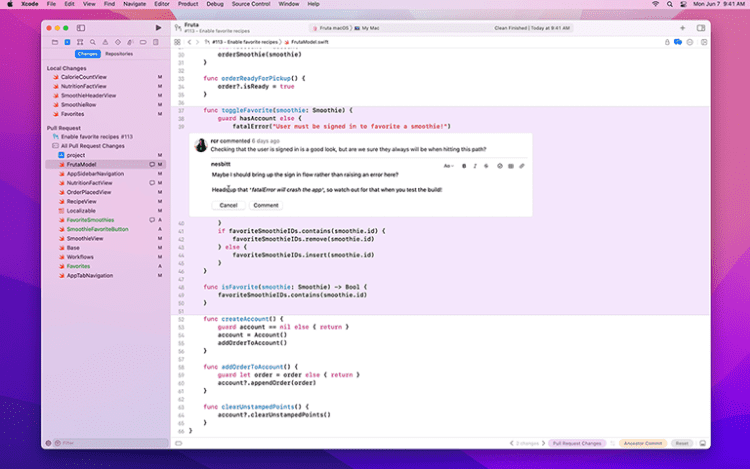 Xcode File Edit View Find Navigate Editor Product Debug Source Control Window Help
Mon Jun 7 9:41 AM
Fruta
#113 - Enable favorite recipes
Fruta macOS My Mac
Clean Finished | Today at 9:41 AM
#113 - Enable favorite recipes FrutaModel.swift
Changes Repositories
Local Changes
CalorieCountView M
NutritionFactView M
SmoothieHeaderView M
SmoothieRow M
Favorites M
Pull Request
Enable favorite recipes #113
All Pull Request Changes
project M
FrutaModel M
AppSidebarNavigation M
NutritionFactView M
OrderPlacedView M
RecipeView M
Localizable M
FavoriteSmoothies A
SmoothieFavoriteButton A
SmoothieView M
Base M
Workflows M
Favorites A
AppTabNavigation M
Filter
30
31 orderSmoothie(smoothie)
32 }
33
34 func orderReadyForPickup() {
35 order?.isReady = true
36 }
37 func toggleFavorite(smoothie: Smoothie) {
38 guard hasAccount else {
39 fatalError("User must be signed in to favorite a smoothie!")
ror commented 6 days ago
Checking that the user is signed in is a good look, but are we sure they always will be when hitting this path?
nesbitt
Maybe I should bring up the sign in flow rather than raising an error here?
Heads up that 'fatalError will crash the app', so watch out for that when you test the build!
Cancel Comment
40 }
41 if favoriteSmoothieIDs.contains(smoothie.id) {
42 favoriteSmoothieIDs.remove(smoothie.id)
43 } else {
44 favoriteSmoothieIDs.insert(smoothie.id)
45 }
46 }
47
48 func isFavorite(smoothie: Smoothie) -> Bool {
49 favoriteSmoothieIDs.contains(smoothie.id)
50 }
51
52 func createAccount() {
53 guard account == nil else { return }
54 account = Account()
55 addOrderToAccount()
56 }
57
58 func addOrderToAccount() {
59 guard let order = order else { return }
60 account?.appendOrder(order)
61 }
62
63 func clearUnstampedPoints() {
64 account?.clearUnstampedPoints()
65 }
66 }
3 changes Pull Request Changes Ancestor Commit Reset